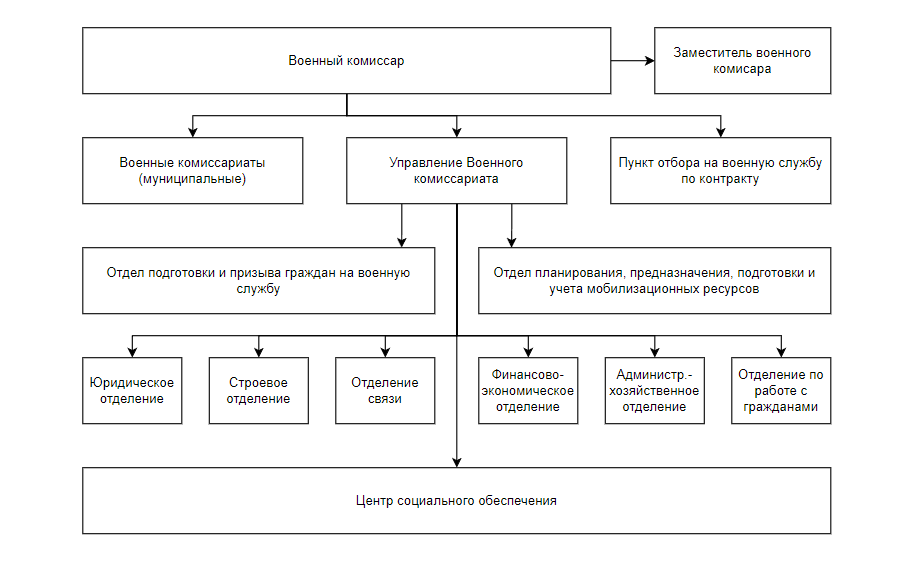 Военный комиссар
Заместитель военного
комисара
Военные комиссариаты
(муниципальные)
Управление Военного
комиссариата
Пункт отбора на военную службу
по контракту
Отдел подготовки и призыва граждан на военную
службу
Отдел планирования, предназначения, подготовки и
учета мобилизационных ресурсов
Юридическое
отделение
Строевое
отделение
Отделение
связи
Финансово-
экономическое
отделение
Администр.-
хозяйственное
отделение
Отделение по
работе с
гражданами
Центр социального обеспечения